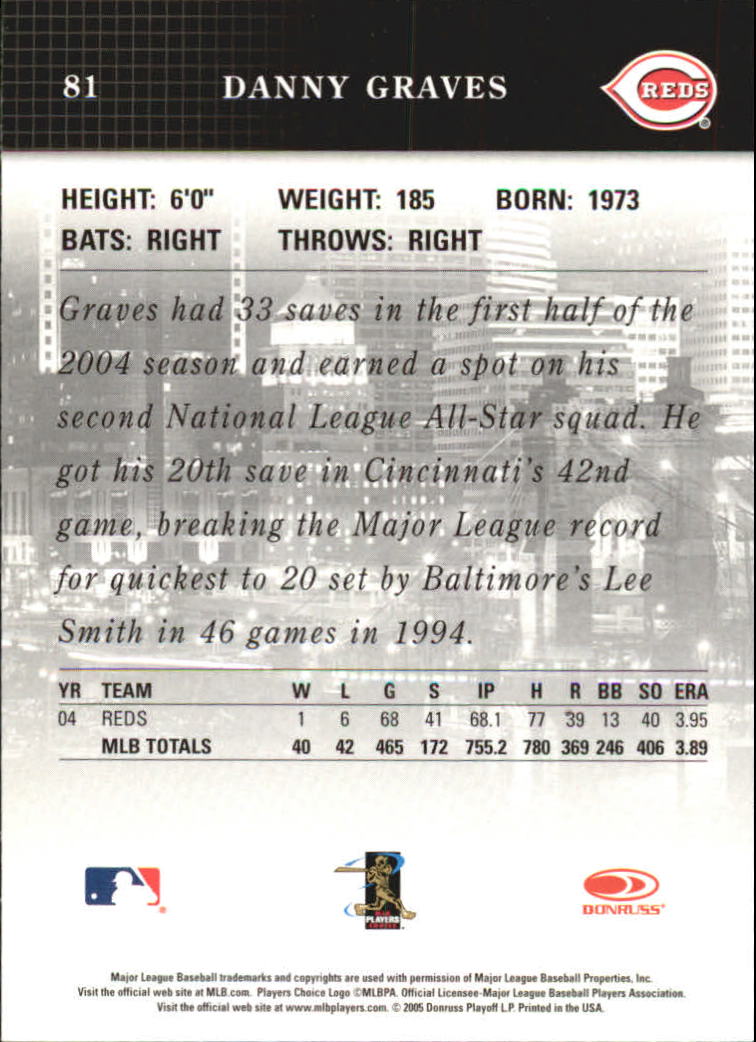 81 DANNY GRAVES REDS
HEIGHT: 6'0" WEIGHT: 185 BORN: 1973
BATS: RIGHT THROWS: RIGHT
Graves had 33 saves in the first half of the
2004 season and earned a spot on his
second National League All-Star squad. He
got his 20th save in Cincinnati's 42nd
game, breaking the Major League record
for quickest to 20 set by Baltimore's Lee
Smith in 46 games in 1994.
YR TEAM W L G S IP H R BB SO ERA
04 REDS 1 6 68 41 68.1 77 39 13 40 3.95
MLB TOTALS 40 42 465 172 755.2 780 369 246 406 3.89
PLAYERS
DONRUSS
Major League Baseball trademarks and copyrights are used with permission of Major League Baseball Properties, Inc.
Visit the official web site at MLB.com. Players Choice Logo ©MLBPA. Official Licensee-Major League Baseball Players Association.
Visit the official web site at www.mlbplayers.com. © 2005 Donruss Playoff L.P. Printed in the USA.